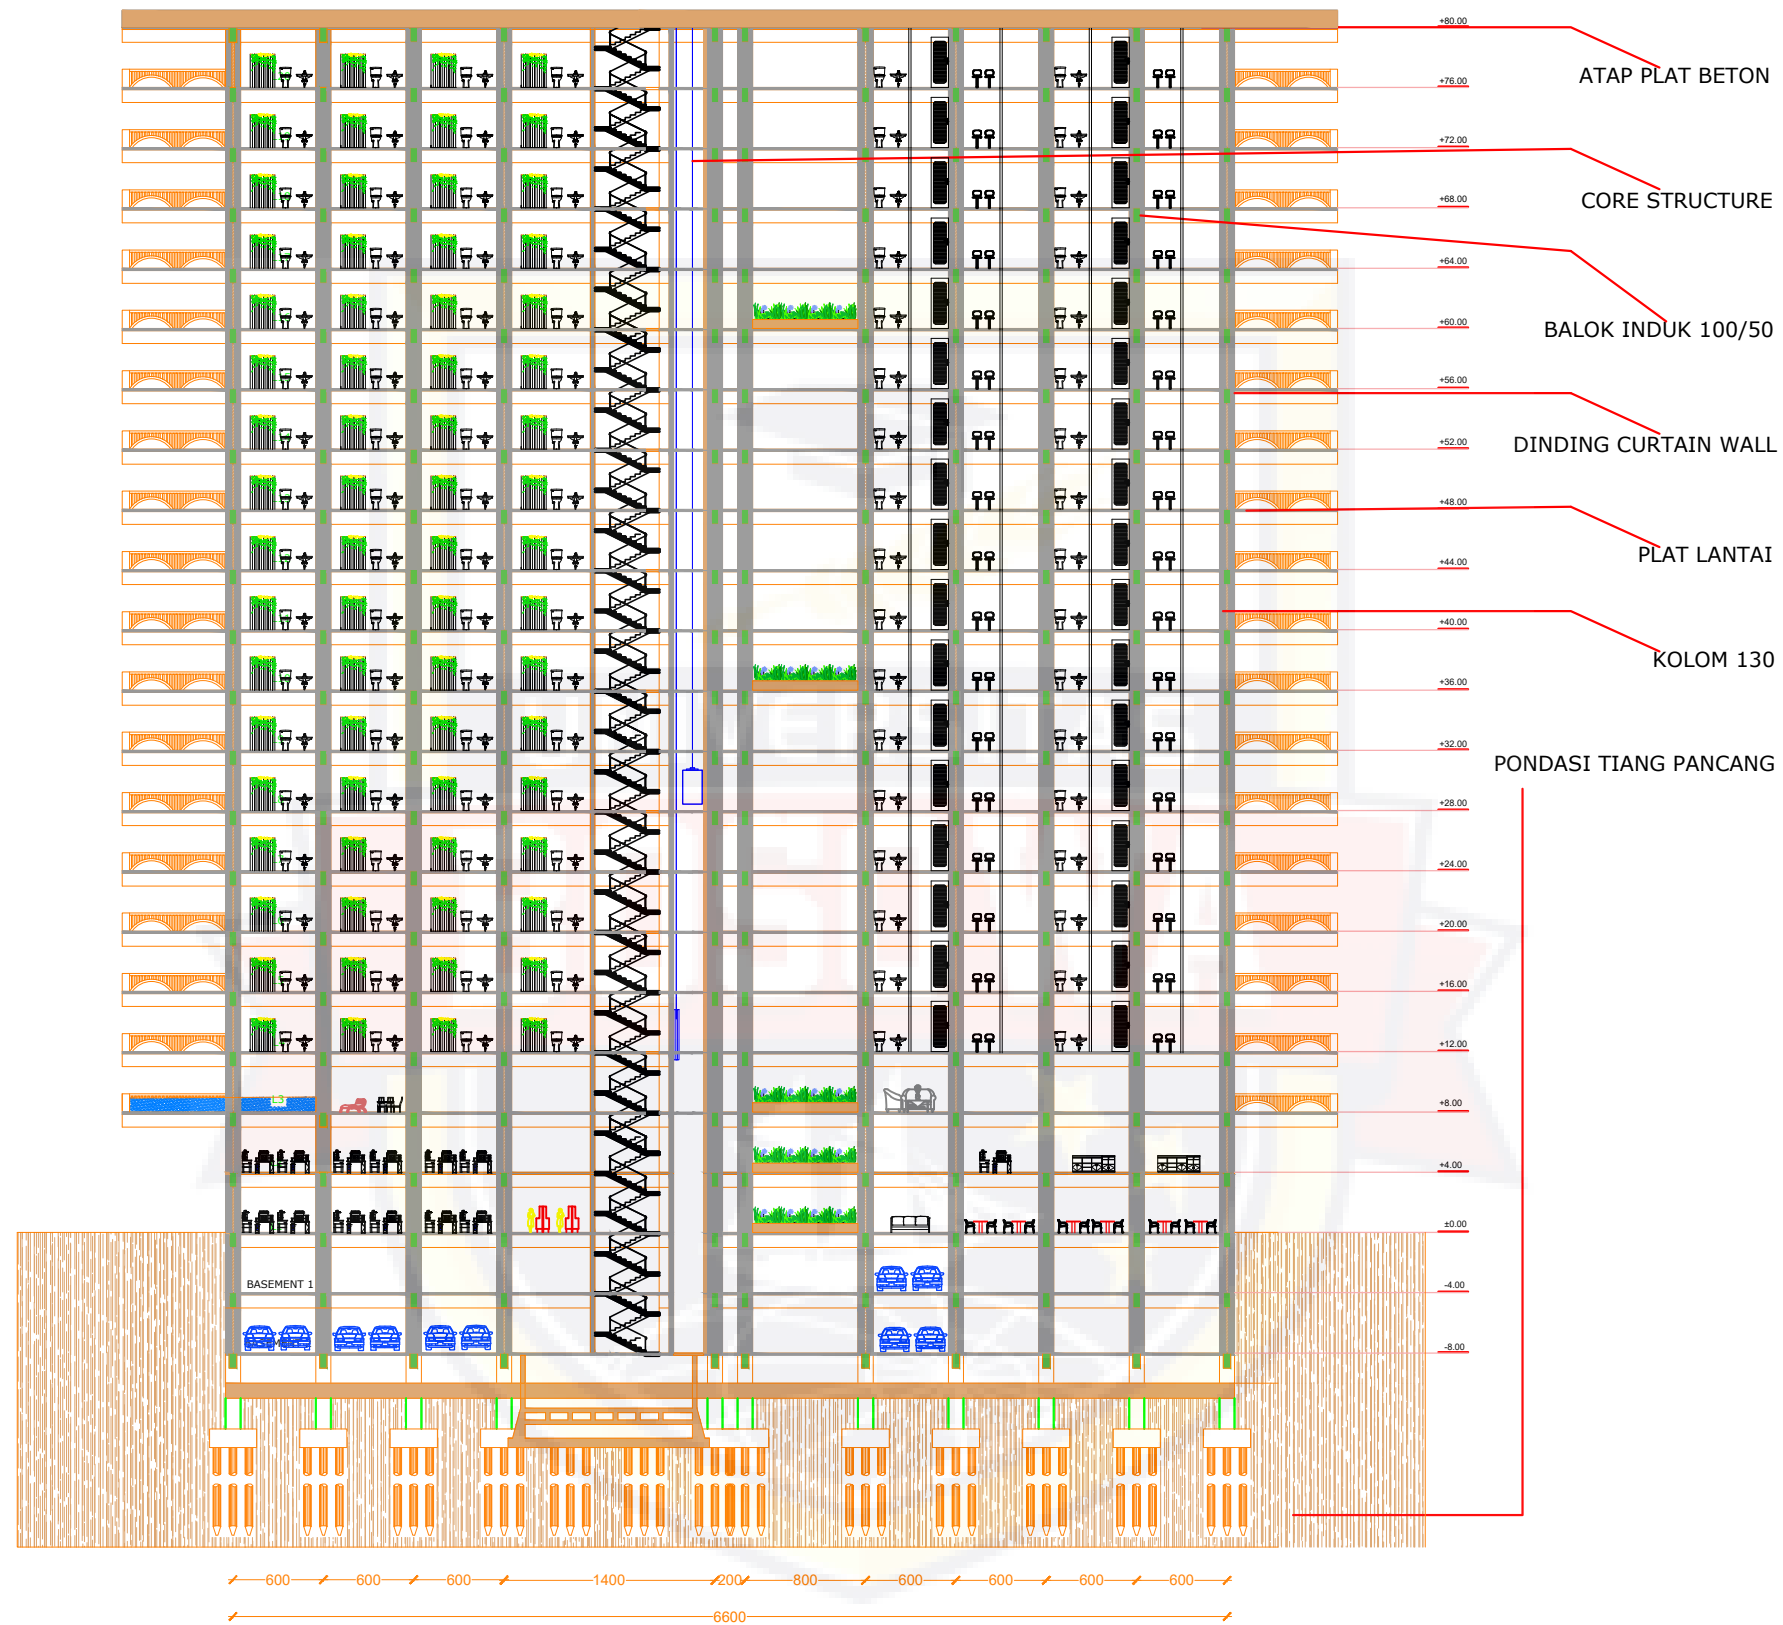 +80.00
ATAP PLAT BETON
+76.00
+72.00
CORE STRUCTURE
+68.00
+64.00
BALOK INDUK 100/50
+60.00
+56.00
DINDING CURTAIN WALL
+52.00
+48.00
PLAT LANTAI
+44.00
+40.00
KOLOM 130
+36.00
UNIVERSITAS
+32.00
PONDASI TIANG PANCANG
+28.00
BOSOWA
+24.00
+20.00
+16.00
+12.00
L3
+8.00
+4.00
±0.00
BASEMENT 1
-4.00
-8.00
600 600 600 1400 200 800 600 600 600 600
6600